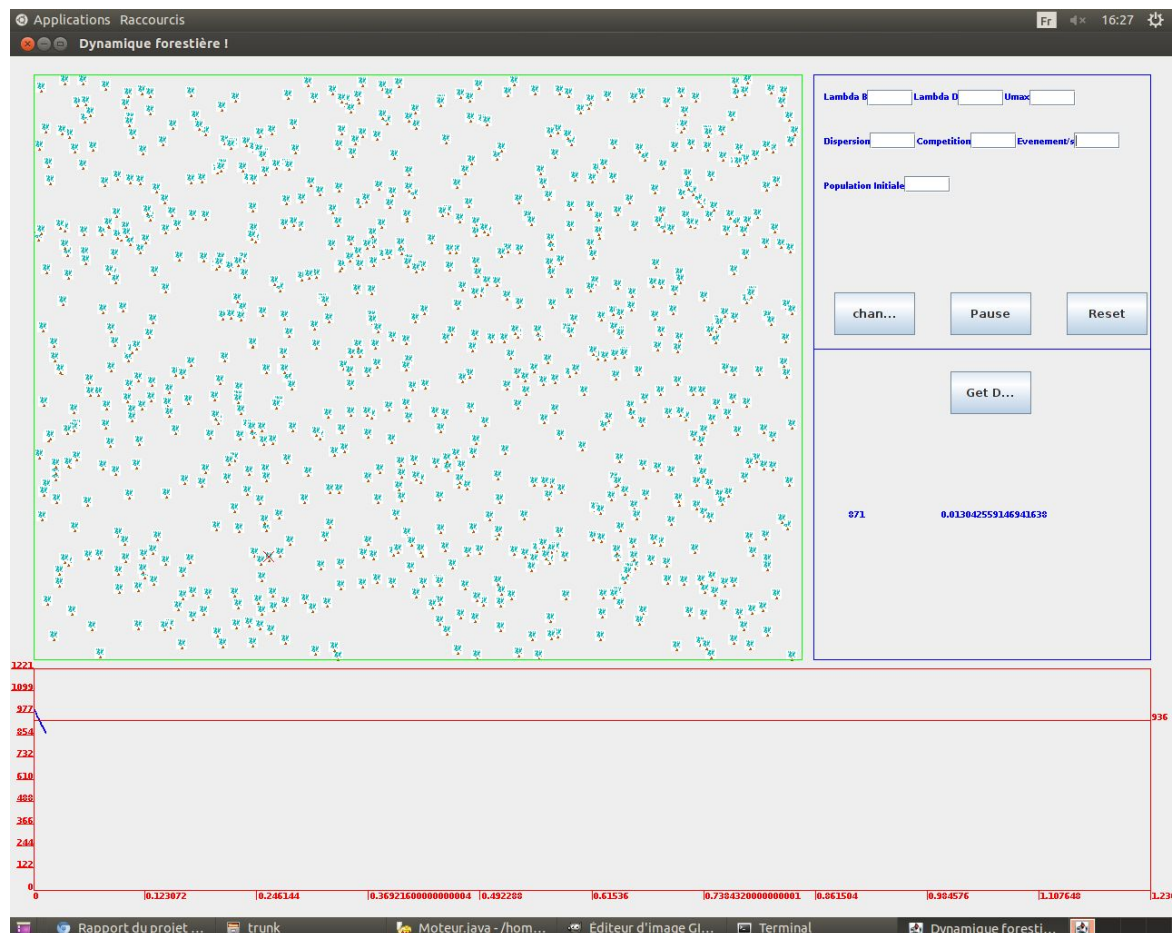 Applications Raccourcis
Fr 16:27
Dynamique forestière !
Lambda B Lambda D Umax
Dispersion Competition Evenement/s
Population Initiale
chan... Pause Reset
Get D...
871 0.013042559146941638
1221
1099
977
936
854
732
610
488
366
244
122
0
0 0.123072 0.246144 0.36921600000000004 0.492288 0.61536 0.7384320000000001 0.861504 0.984576 1.107648 1.23
Rapport du projet ... trunk Moteur.java - /hom... Éditeur d'image GI... Terminal Dynamique foresti...